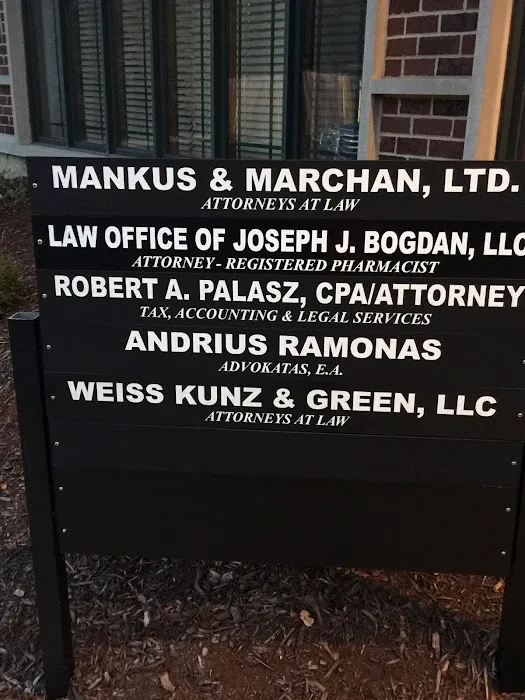 MANKUS & MARCHAN, LTD.
ATTORNEYS AT LAW
LAW OFFICE OF JOSEPH J. BOGDAN, LLC
ATTORNEY - REGISTERED PHARMACIST
ROBERT A. PALASZ, CPA/ATTORNEY
TAX, ACCOUNTING & LEGAL SERVICES
ANDRIUS RAMONAS
ADVOKATAS, E.A.
WEISS KUNZ & GREEN, LLC
ATTORNEYS AT LAW